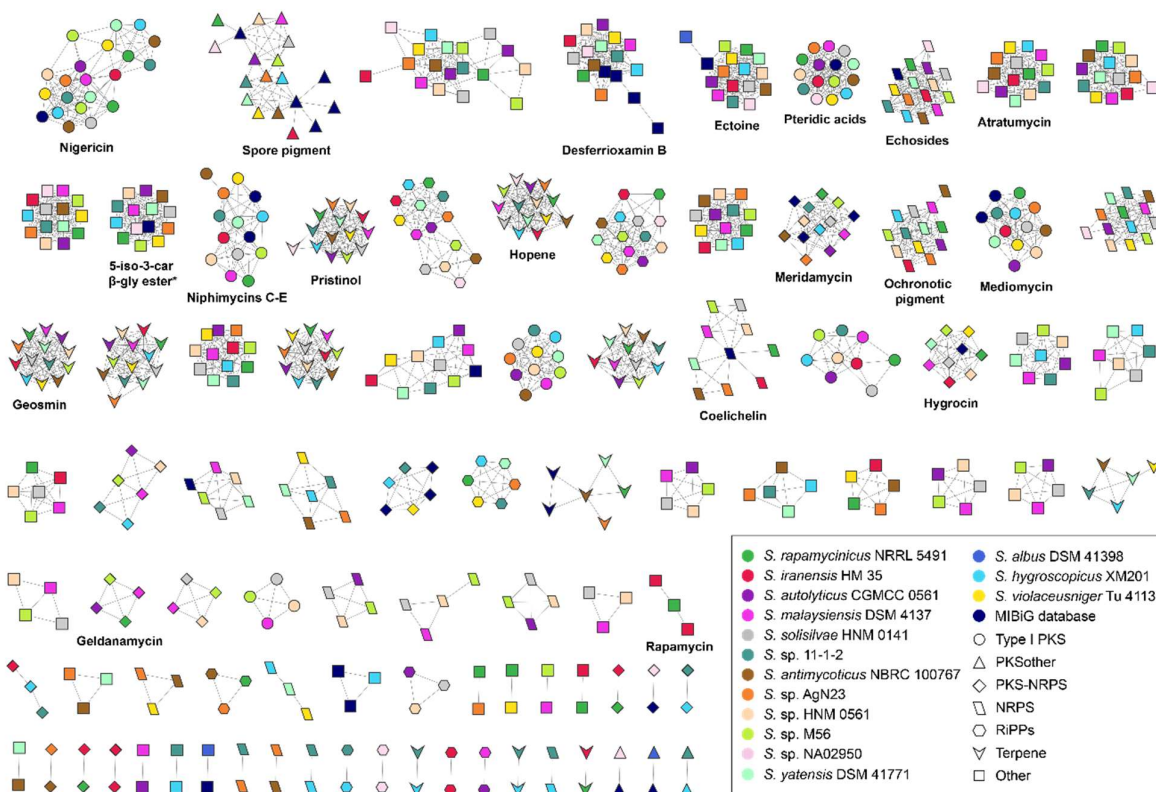 Nigericin
Spore pigment
Desferrioxamin B
Ectoine
Pteridic acids
Echosides
Atratumycin
5-iso-3-car
β-gly ester*
Niphimycins C-E
Pristinol
Hopene
Meridamycin
Ochronotic
pigment
Mediomycin
Geosmin
Coelichelin
Hygrocin
Geldanamycin
Rapamycin
S. rapamycinicus NRRL 5491
S. iranensis HM 35
S. autolyticus CGMCC 0561
S. malaysiensis DSM 4137
S. solisilvae HNM 0141
S. sp. 11-1-2
S. antimycoticus NBRC 100767
S. sp. AgN23
S. sp. HNM 0561
S. sp. M56
S. sp. NA02950
S. yatensis DSM 41771
S. albus DSM 41398
S. hygroscopicus XM201
S. violaceusniger Tu 4113
MIBiG database
Type I PKS
PKSother
PKS-NRPS
NRPS
RiPPs
Terpene
Other